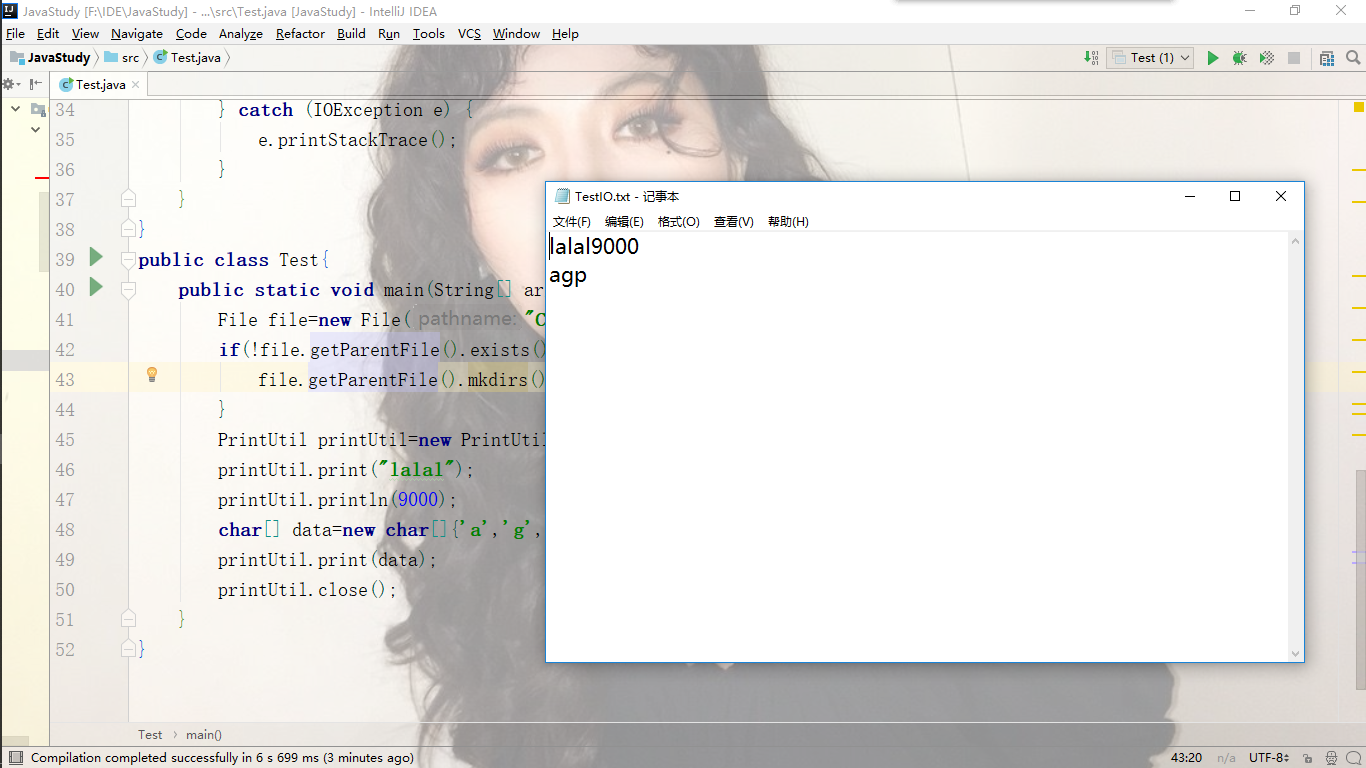 JavaStudy [F:\IDE\JavaStudy] - ...\src\Test.java [JavaStudy] - IntelliJ IDEA
File Edit View Navigate Code Analyze Refactor Build Run Tools VCS Window Help
JavaStudy src Test.java Test (1)
Test.java
34 } catch (IOException e) {
35 e.printStackTrace();
36 }
37 }
38 }
39 public class Test{
40 public static void main(String[] ar
41 File file=new File( pathname: "C
42 if(!file.getParentFile().exists()
43 file.getParentFile().mkdirs()
44 }
45 PrintUtil printUtil=new PrintUtil
46 printUtil.print("lalal");
47 printUtil.println(9000);
48 char[] data=new char[]{'a','g',
49 printUtil.print(data);
50 printUtil.close();
51 }
52 }
TestIO.txt - 记事本
文件(F) 编辑(E) 格式(O) 查看(V) 帮助(H)
lalal9000
agp
Test main()
Compilation completed successfully in 6 s 699 ms (3 minutes ago) 43:20 n/a UTF-8